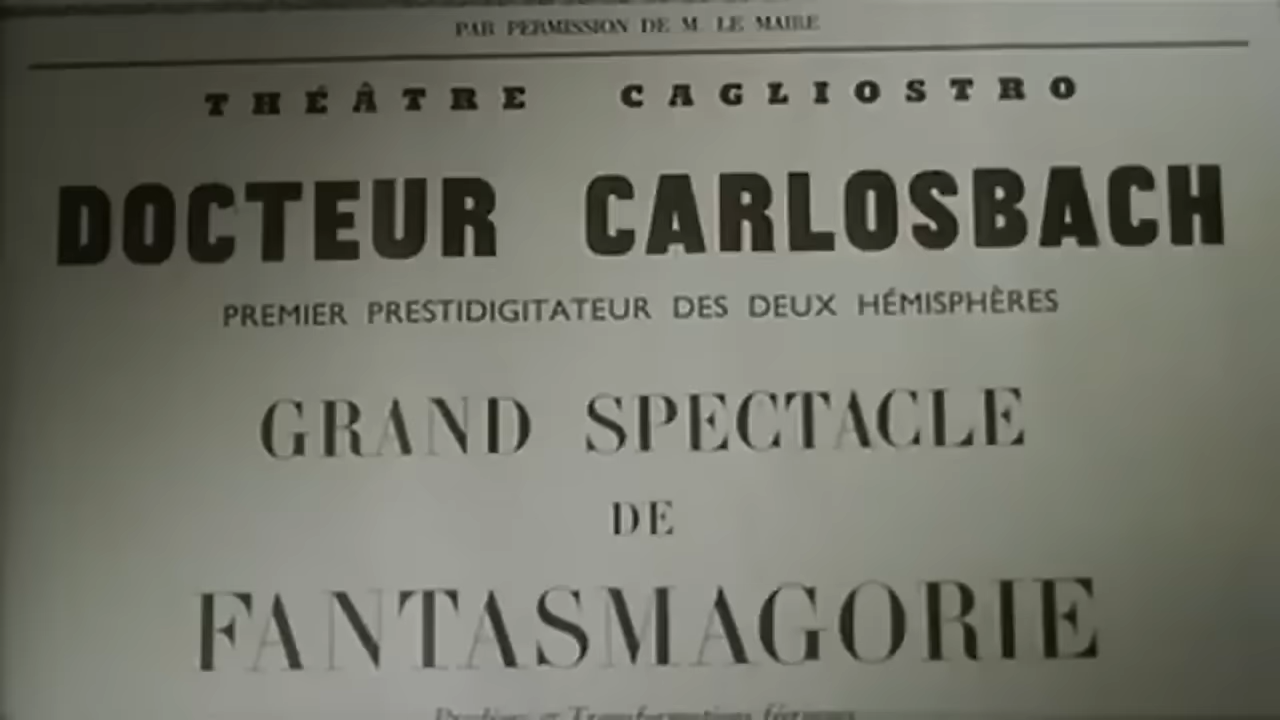 PAR PERMISSION DE M. LE MAIRE
THÉÂTRE CAGLIOSTRO
DOCTEUR CARLOSBACH
PREMIER PRESTIDIGITATEUR DES DEUX HÉMISPHÈRES
GRAND SPECTACLE
DE
FANTASMAGORIE